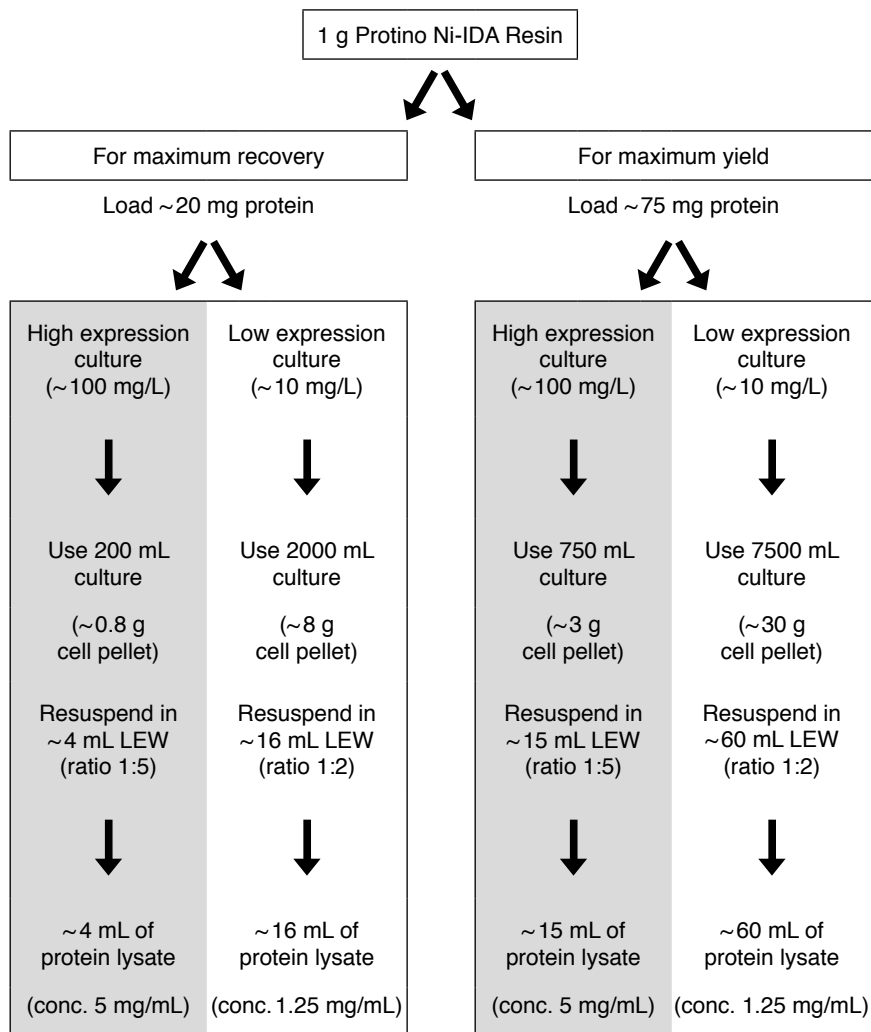 1 g Protino Ni-IDA Resin
For maximum recovery
Load ~20 mg protein
High expression
culture
(~100 mg/L)
Use 200 mL
culture
(~0.8 g
cell pellet)
Resuspend in
~4 mL LEW
(ratio 1:5)
~4 mL of
protein lysate
(conc. 5 mg/mL)
Low expression
culture
(~10 mg/L)
Use 2000 mL
culture
(~8 g
cell pellet)
Resuspend in
~16 mL LEW
(ratio 1:2)
~16 mL of
protein lysate
(conc. 1.25 mg/mL)
For maximum yield
Load ~75 mg protein
High expression
culture
(~100 mg/L)
Use 750 mL
culture
(~3 g
cell pellet)
Resuspend in
~15 mL LEW
(ratio 1:5)
~15 mL of
protein lysate
(conc. 5 mg/mL)
Low expression
culture
(~10 mg/L)
Use 7500 mL
culture
(~30 g
cell pellet)
Resuspend in
~60 mL LEW
(ratio 1:2)
~60 mL of
protein lysate
(conc. 1.25 mg/mL)